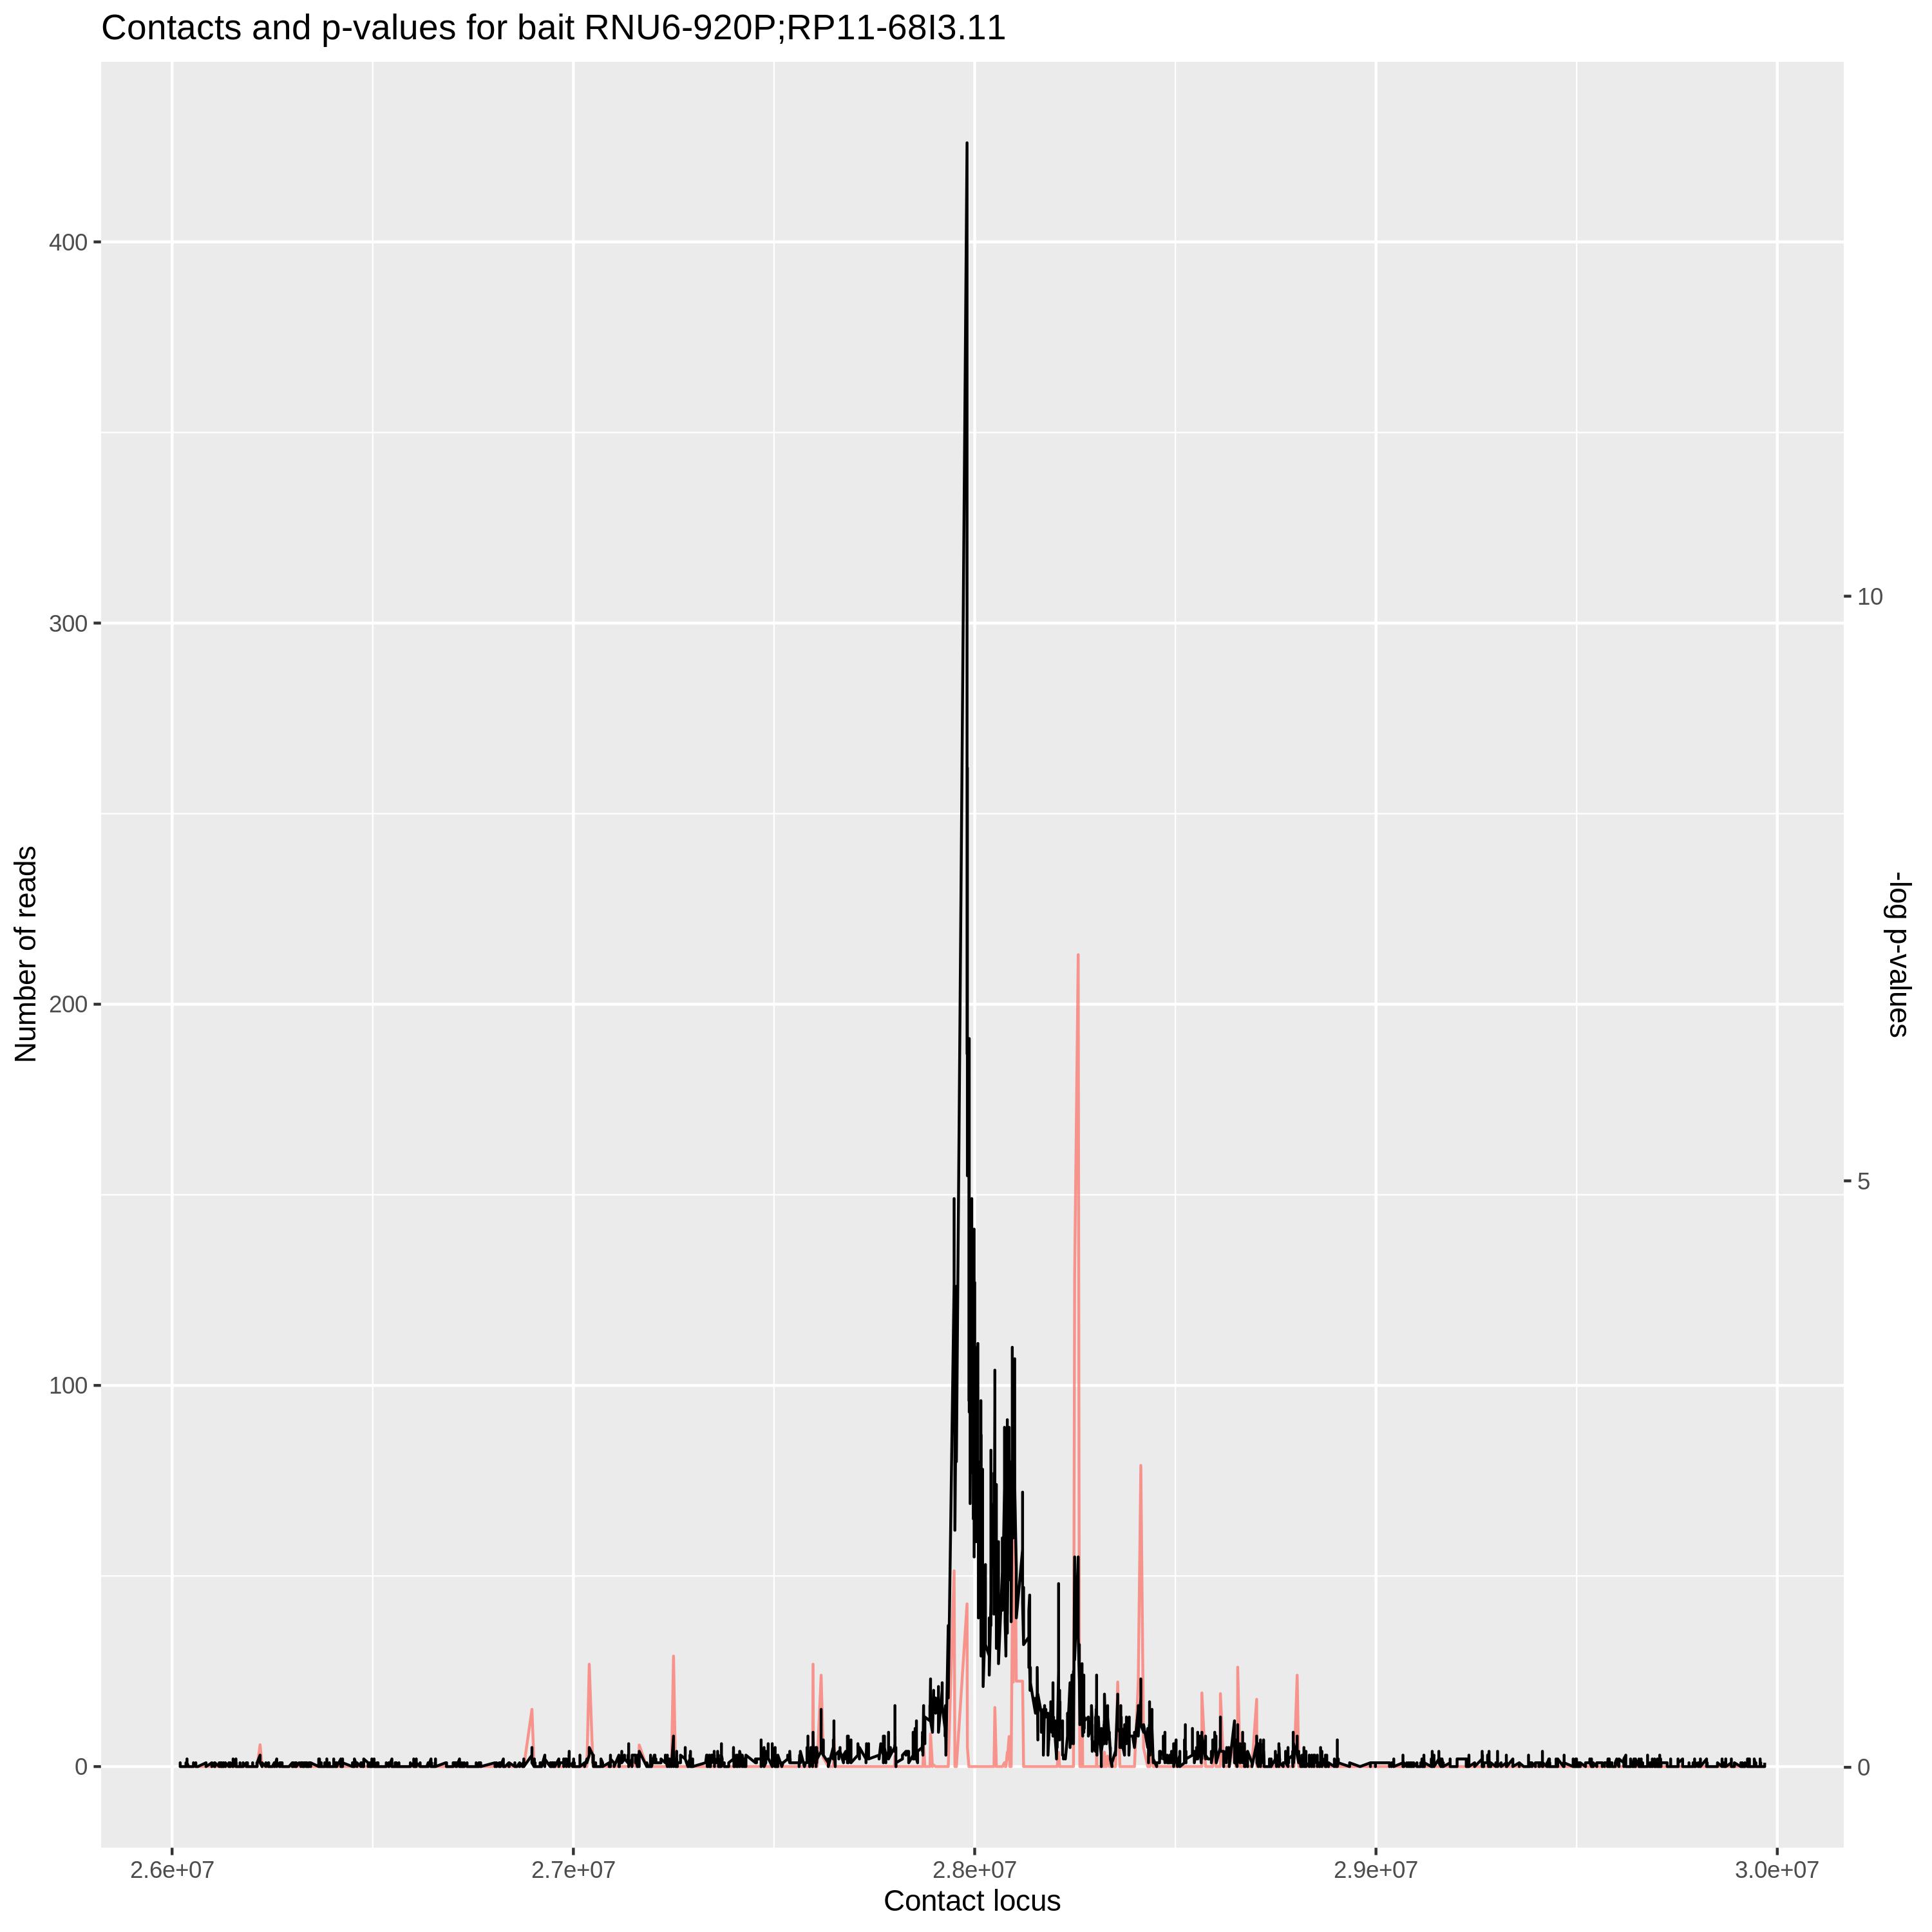 Contacts and p-values for bait RNU6-920P;RP11-68I3.11
400
300
200
100
0
Number of reads
10
5
0
-log p-values
2.6e+07
2.7e+07
2.8e+07
2.9e+07
3.0e+07
Contact locus